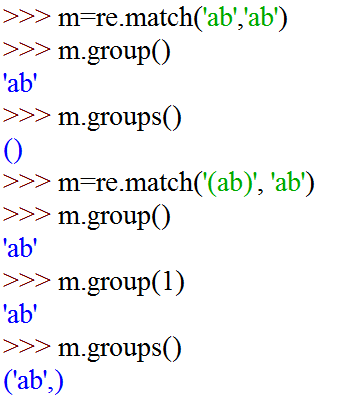 >>> m=re.match('ab','ab')
>>> m.group()
'ab'
>>> m.groups()
()
>>> m=re.match('(ab)', 'ab')
>>> m.group()
'ab'
>>> m.group(1)
'ab'
>>> m.groups()
('ab',)